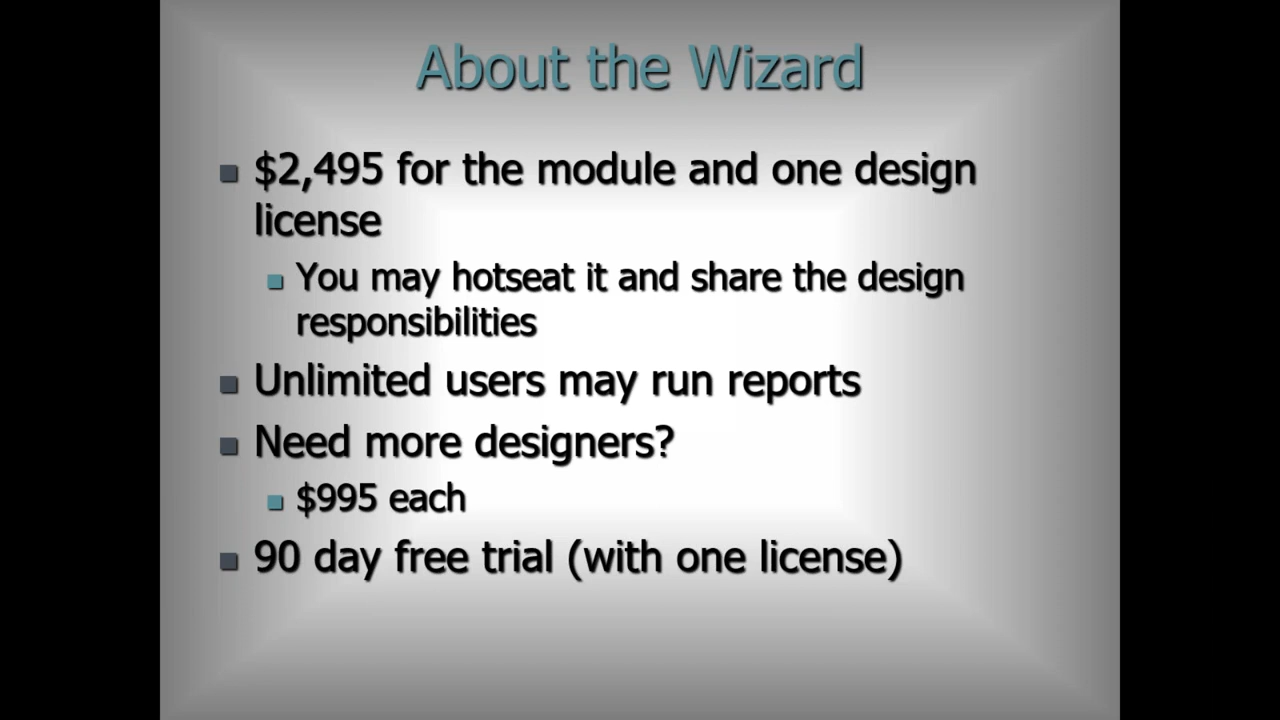 About the Wizard
$2,495 for the module and one design
license
You may hotseat it and share the design
responsibilities
Unlimited users may run reports
Need more designers?
$995 each
90 day free trial (with one license)